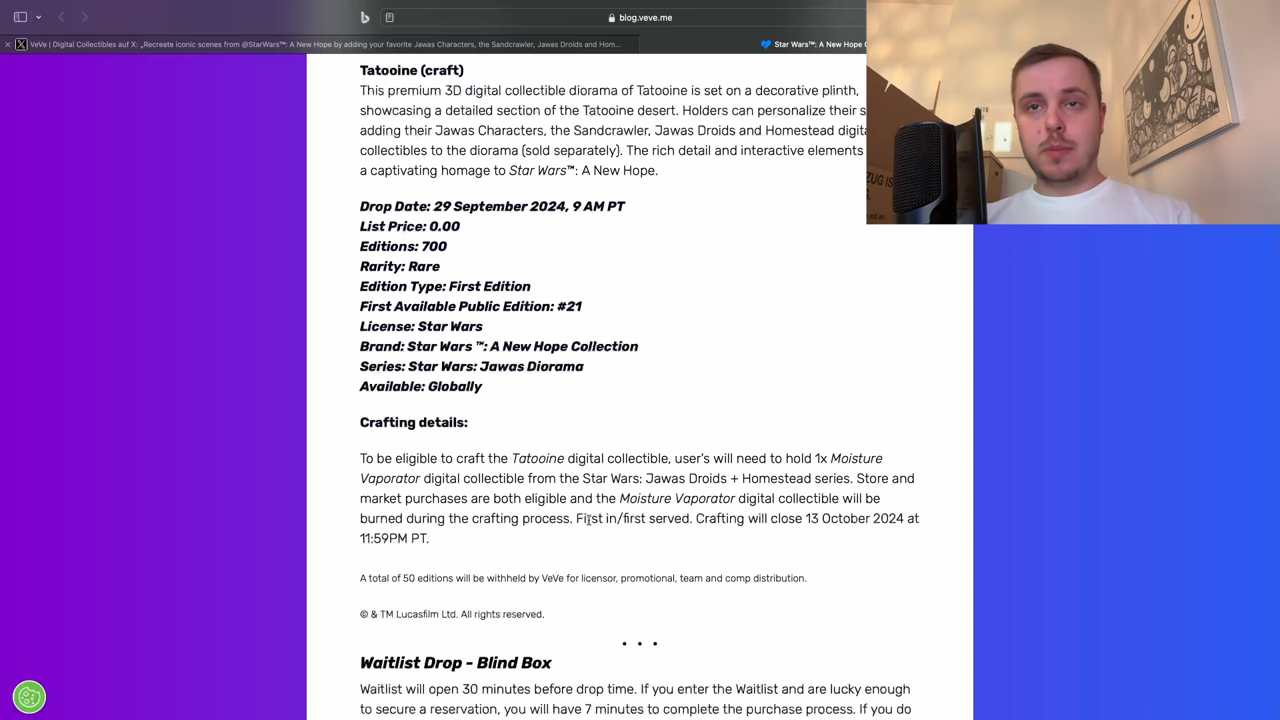 blog.veve.me
VeVe | Digital Collectibles auf X: „Recreate iconic scenes from @StarWars™: A New Hope by adding your favorite Jawas Characters, the Sandcrawler, Jawas Droids and Hom...
Star Wars™: A New Hope
Tatooine (craft)
This premium 3D digital collectible diorama of Tatooine is set on a decorative plinth,
showcasing a detailed section of the Tatooine desert. Holders can personalize their
adding their Jawas Characters, the Sandcrawler, Jawas Droids and Homestead
collectibles to the diorama (sold separately). The rich detail and interactive elements
a captivating homage to Star Wars™: A New Hope.
Drop Date: 29 September 2024, 9 AM PT
List Price: 0.00
Editions: 700
Rarity: Rare
Edition Type: First Edition
First Available Public Edition: #21
License: Star Wars
Brand: Star Wars ™: A New Hope Collection
Series: Star Wars: Jawas Diorama
Available: Globally
Crafting details:
To be eligible to craft the Tatooine digital collectible, user's will need to hold 1x Moisture
Vaporator digital collectible from the Star Wars: Jawas Droids + Homestead series. Store and
market purchases are both eligible and the Moisture Vaporator digital collectible will be
burned during the crafting process. First in/first served. Crafting will close 13 October 2024 at
11:59PM PT.
A total of 50 editions will be withheld by VeVe for licensor, promotional, team and comp distribution.
© & TM Lucasfilm Ltd. All rights reserved,
• • •
Waitlist Drop - Blind Box
Waitlist will open 30 minutes before drop time. If you enter the Waitlist and are lucky enough
to secure a reservation, you will have 7 minutes to complete the purchase process. If you do